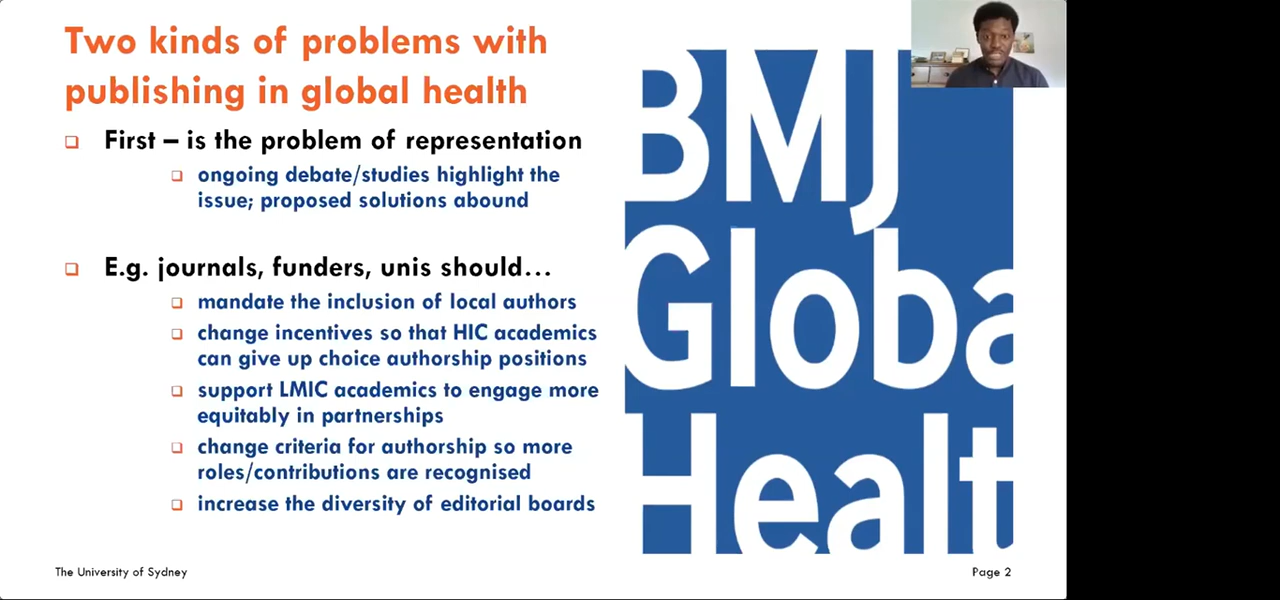 Two kinds of problems with
publishing in global health
First – is the problem of representation
ongoing debate/studies highlight the
issue; proposed solutions abound
E.g. journals, funders, unis should…
mandate the inclusion of local authors
change incentives so that HIC academics
can give up choice authorship positions
support LMIC academics to engage more
equitably in partnerships
change criteria for authorship so more
roles/contributions are recognised
increase the diversity of editorial boards
BMJ
Globa
Healt
The University of Sydney
Page 2